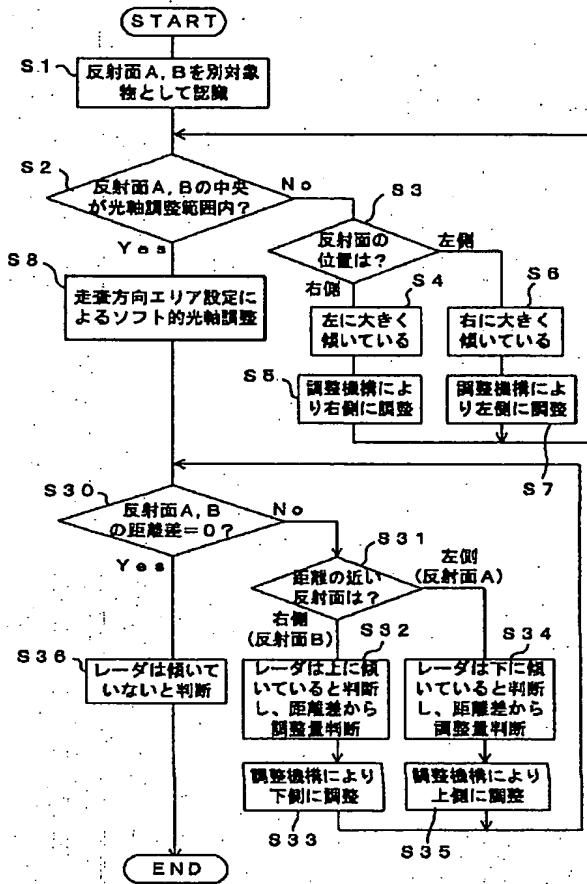 START
S1
反射面A,Bを別対象
物として認識
S2
反射面A,Bの中央
が光軸調整範囲内?
No
Yes
S3
反射面の
位置は?
左側
右側
S8
走査方向エリア設定に
よるソフト的光軸調整
S4
左に大きく
傾いている
S6
右に大きく
傾いている
S5
調整機構によ
り右側に調整
調整機構によ
り左側に調整
S7
S30
反射面A,B
の距離差=0?
No
Yes
S31
距離の近い
反射面は?
左側
(反射面A)
右側
(反射面B)
S36
レーダは傾いて
いないと判断
S32
レーダは上に傾
いていると判断
し、距離差から
調整量判断
S34
レーダは下に傾
いていると判断
し、距離差から
調整量判断
調整機構により
下側に調整
S33
調整機構により
上側に調整
S35
END